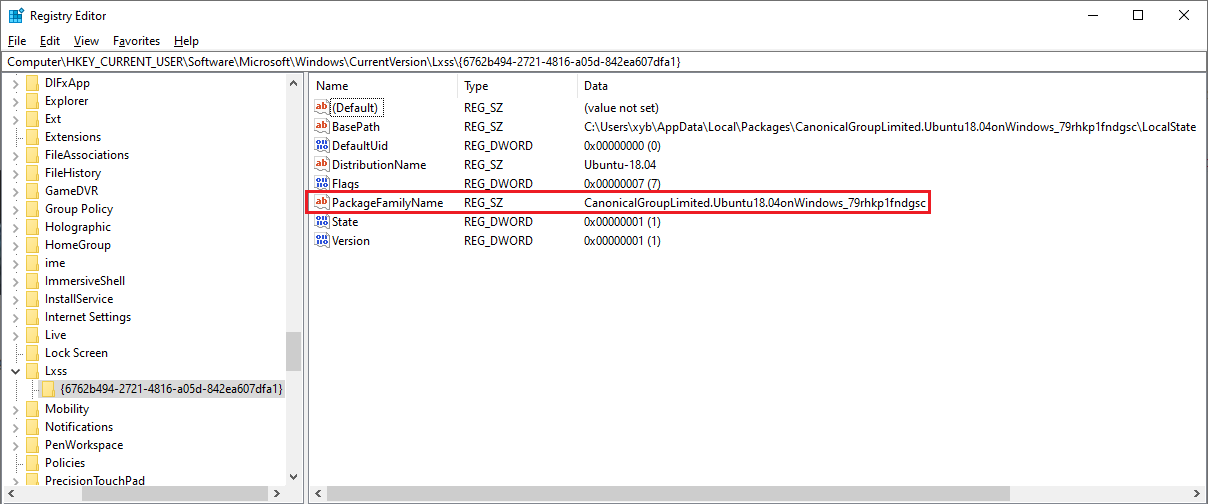 Registry Editor
File Edit View Favorites Help
Computer\HKEY_CURRENT_USER\Software\Microsoft\Windows\CurrentVersion\Lxss\{6762b494-2721-4816-a05d-842ea607dfa1}
DIFxApp
Explorer
Ext
Extensions
FileAssociations
FileHistory
GameDVR
Group Policy
Holographic
HomeGroup
ime
ImmersiveShell
InstallService
Internet Settings
Live
Lock Screen
Lxss
{6762b494-2721-4816-a05d-842ea607dfa1}
Mobility
Notifications
PenWorkspace
Policies
PrecisionTouchPad
Name Type Data
ab (Default) REG_SZ (value not set)
ab BasePath REG_SZ C:\Users\xyb\AppData\Local\Packages\CanonicalGroupLimited.Ubuntu18.04onWindows_79rhkp1fndgsc\LocalState
DefaultUid REG_DWORD 0x00000000 (0)
ab DistributionName REG_SZ Ubuntu-18.04
Flags REG_DWORD 0x00000007 (7)
ab PackageFamilyName REG_SZ CanonicalGroupLimited.Ubuntu18.04onWindows_79rhkp1fndgsc
State REG_DWORD 0x00000001 (1)
Version REG_DWORD 0x00000001 (1)